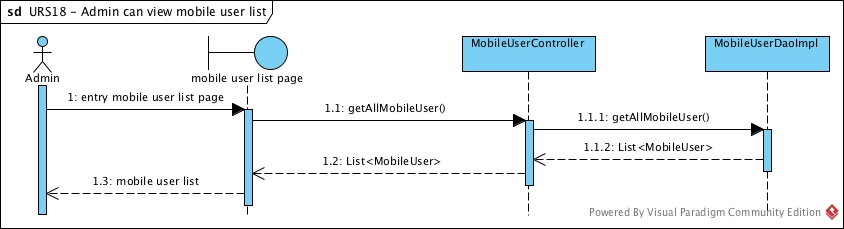 sd URS18 – Admin can view mobile user list
Admin
mobile user list page
MobileUserController
MobileUserDaoImpl
1: entry mobile user list page
1.1: getAllMobileUser()
1.1.1: getAllMobileUser()
1.1.2: List<MobileUser>
1.2: List<MobileUser>
1.3: mobile user list
Powered By Visual Paradigm Community Edition